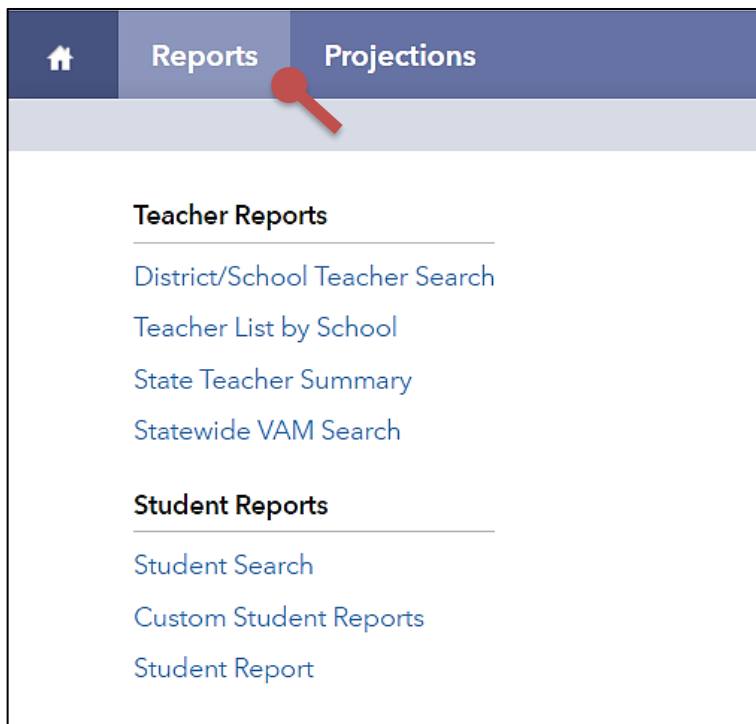 Reports Projections
Teacher Reports
District/School Teacher Search
Teacher List by School
State Teacher Summary
Statewide VAM Search
Student Reports
Student Search
Custom Student Reports
Student Report